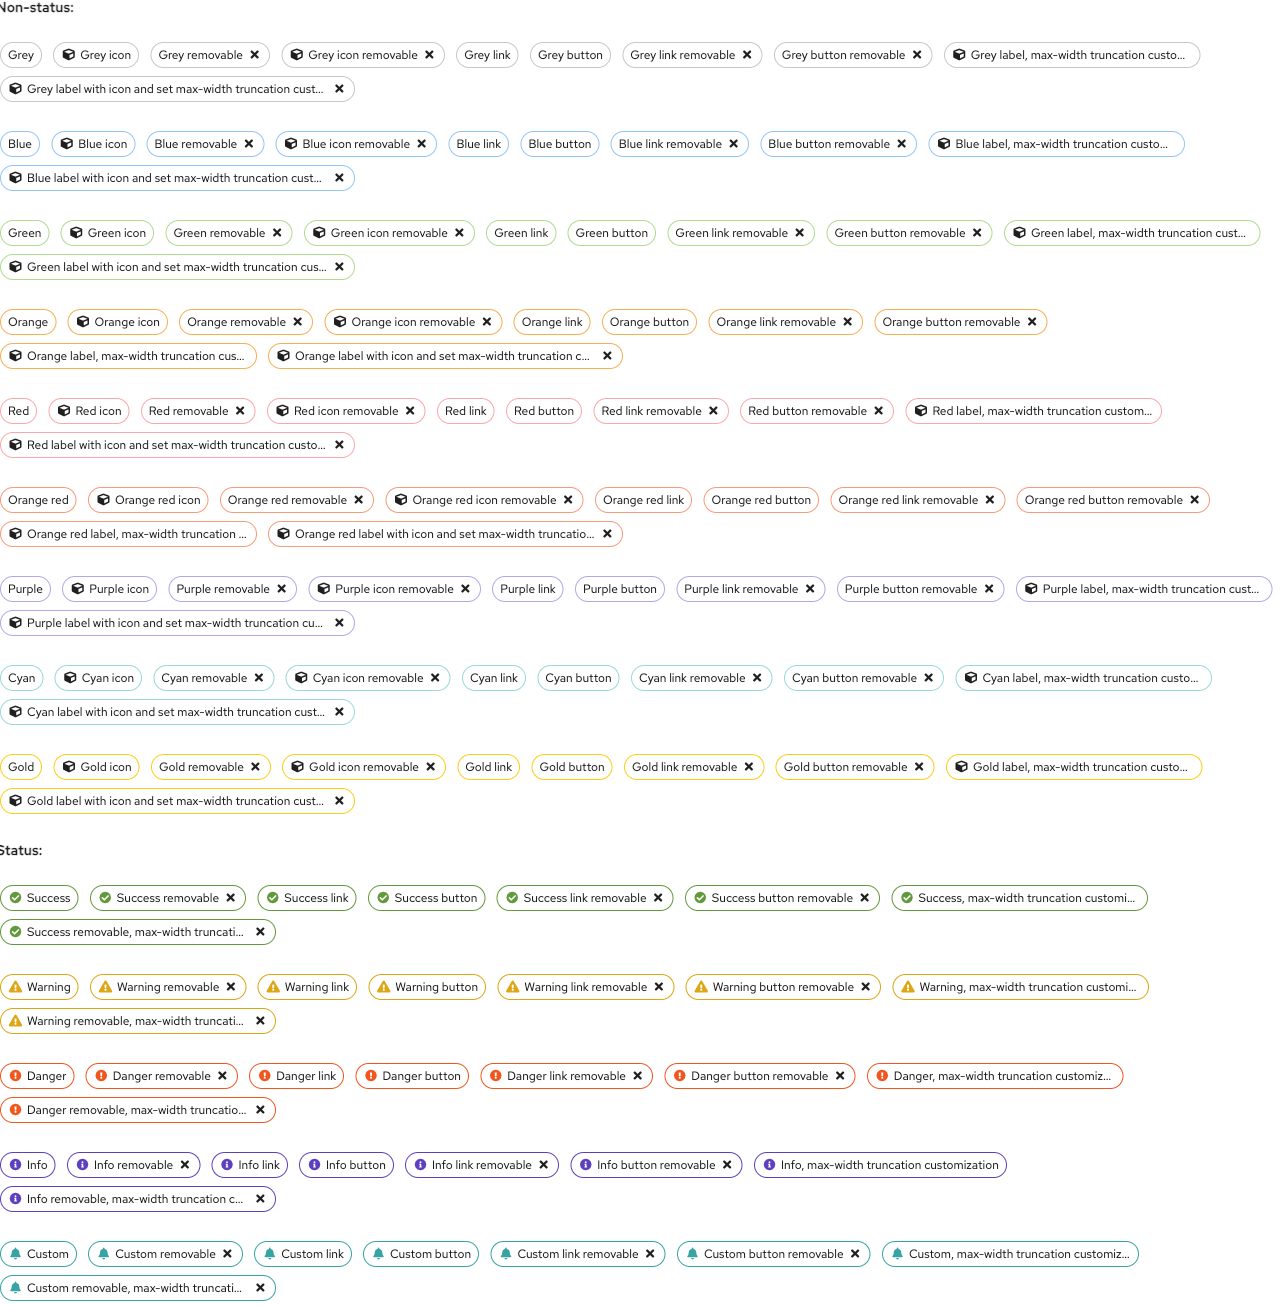 Non-status:
Grey Grey icon Grey removable Grey icon removable Grey link Grey button Grey link removable Grey button removable Grey label, max-width truncation custo...
Grey label with icon and set max-width truncation cust...
Blue Blue icon Blue removable Blue icon removable Blue link Blue button Blue link removable Blue button removable Blue label, max-width truncation custo...
Blue label with icon and set max-width truncation cust...
Green Green icon Green removable Green icon removable Green link Green button Green link removable Green button removable Green label, max-width truncation cust...
Green label with icon and set max-width truncation cus...
Orange Orange icon Orange removable Orange icon removable Orange link Orange button Orange link removable Orange button removable
Orange label, max-width truncation cus... Orange label with icon and set max-width truncation c...
Red Red icon Red removable Red icon removable Red link Red button Red link removable Red button removable Red label, max-width truncation custom...
Red label with icon and set max-width truncation custo...
Orange red Orange red icon Orange red removable Orange red icon removable Orange red link Orange red button Orange red link removable Orange red button removable
Orange red label, max-width truncation ... Orange red label with icon and set max-width truncatio...
Purple Purple icon Purple removable Purple icon removable Purple link Purple button Purple link removable Purple button removable Purple label, max-width truncation cust...
Purple label with icon and set max-width truncation cu...
Cyan Cyan icon Cyan removable Cyan icon removable Cyan link Cyan button Cyan link removable Cyan button removable Cyan label, max-width truncation custo...
Cyan label with icon and set max-width truncation cust...
Gold Gold icon Gold removable Gold icon removable Gold link Gold button Gold link removable Gold button removable Gold label, max-width truncation custo...
Gold label with icon and set max-width truncation cust...
Status:
Success Success removable Success link Success button Success link removable Success button removable Success, max-width truncation customi...
Success removable, max-width truncati...
Warning Warning removable Warning link Warning button Warning link removable Warning button removable Warning, max-width truncation customi...
Warning removable, max-width truncati...
Danger Danger removable Danger link Danger button Danger link removable Danger button removable Danger, max-width truncation customiz...
Danger removable, max-width truncatio...
Info Info removable Info link Info button Info link removable Info button removable Info, max-width truncation customization
Info removable, max-width truncation c...
Custom Custom removable Custom link Custom button Custom link removable Custom button removable Custom, max-width truncation customiz...
Custom removable, max-width truncati...